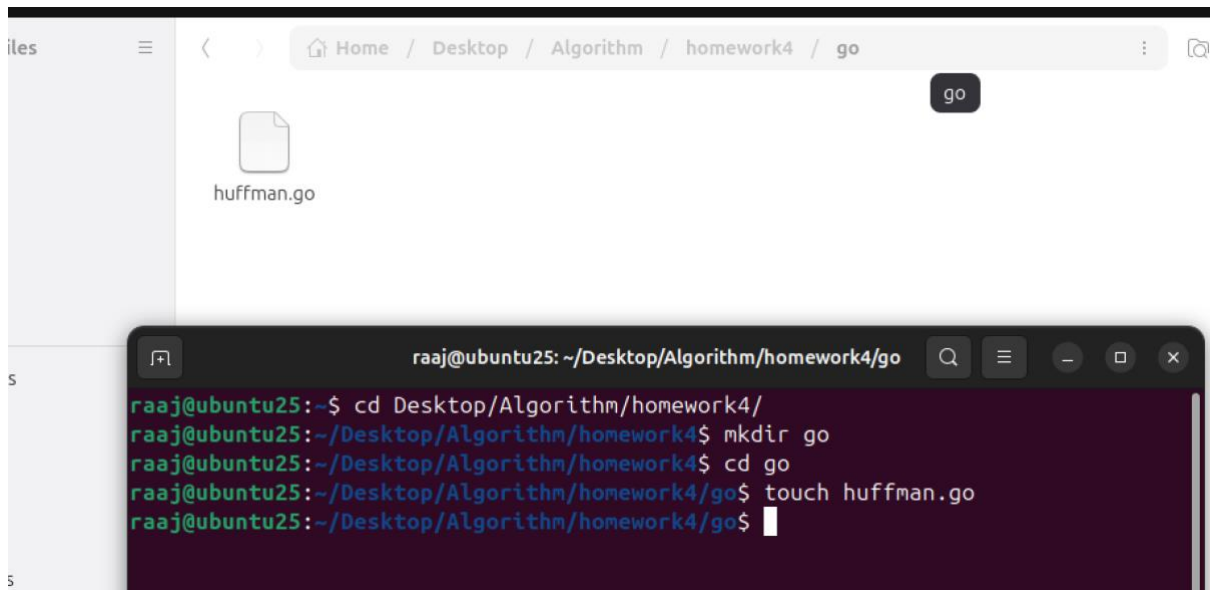 iles
Home / Desktop / Algorithm / homework4 / go
go
huffman.go
raaj@ubuntu25: ~/Desktop/Algorithm/homework4/go
s
raaj@ubuntu25:~$ cd Desktop/Algorithm/homework4/
raaj@ubuntu25:~/Desktop/Algorithm/homework4$ mkdir go
raaj@ubuntu25:~/Desktop/Algorithm/homework4$ cd go
raaj@ubuntu25:~/Desktop/Algorithm/homework4/go$ touch huffman.go
raaj@ubuntu25:~/Desktop/Algorithm/homework4/go$
s